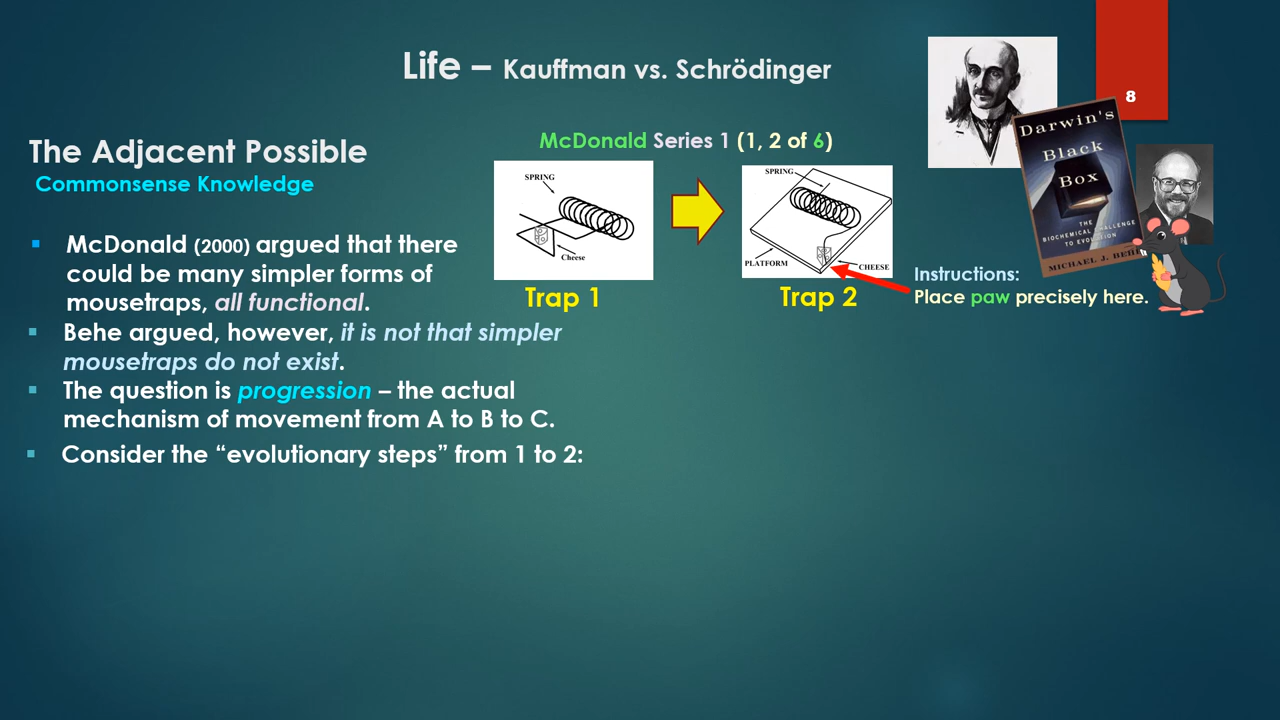 Life – Kauffman vs. Schrödinger
8
The Adjacent Possible
Commonsense Knowledge
McDonald Series 1 (1, 2 of 6)
SPRING
Cheese
Trap 1
SPRING
PLATFORM
CHEESE
Trap 2
Darwin's
Black
Box
THE
BIOCHEMICAL CHALLENGE
TO EVOLUTION
MICHAEL J. BEHE
Instructions:
Place paw precisely here.
▪ McDonald (2000) argued that there
could be many simpler forms of
mousetraps, all functional.
▪ Behe argued, however, it is not that simpler
mousetraps do not exist.
▪ The question is progression – the actual
mechanism of movement from A to B to C.
▪ Consider the “evolutionary steps” from 1 to 2: